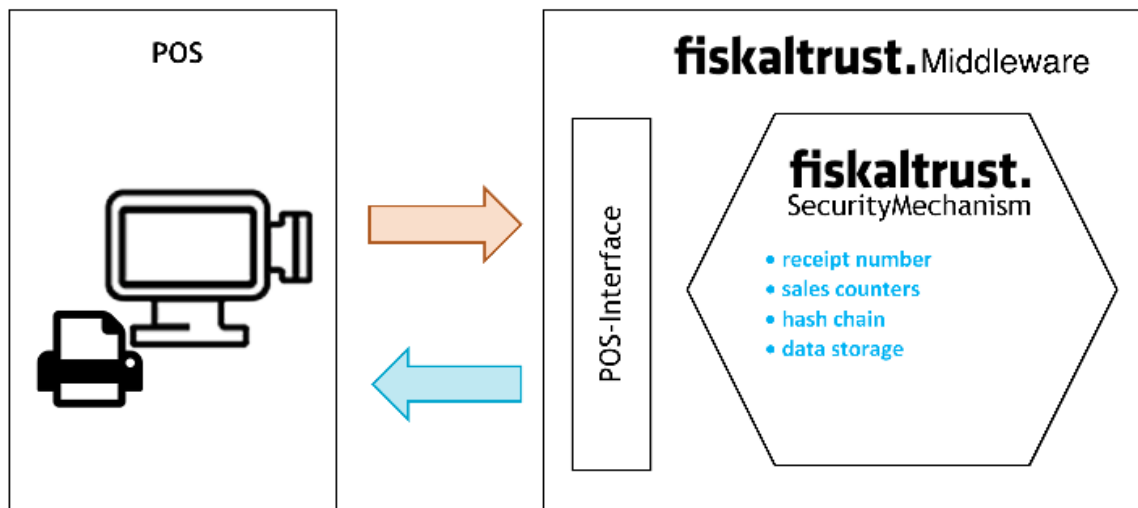 POS
fiskaltrust. Middleware
POS-Interface
fiskaltrust.
SecurityMechanism
• receipt number
• sales counters
• hash chain
• data storage